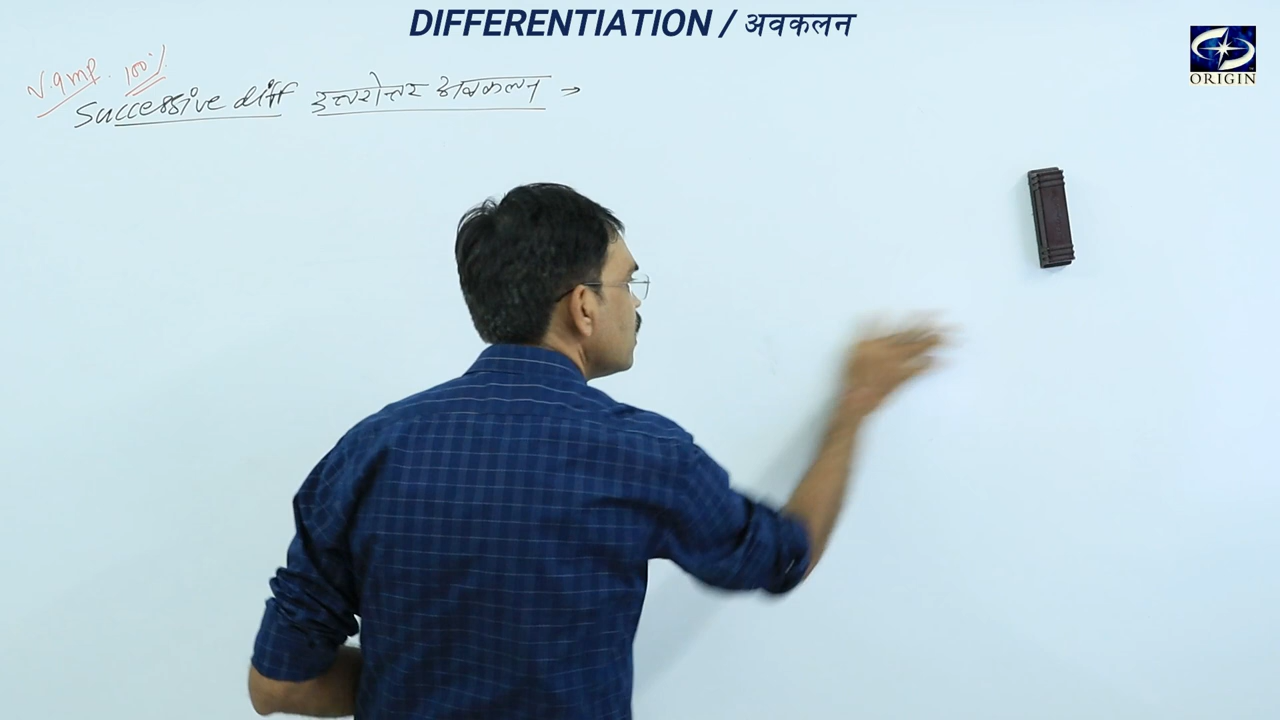 DIFFERENTIATION / अवकलन
V. Imp. 100%
Successive diff उत्तरोत्तर अवकलन →
ORIGIN